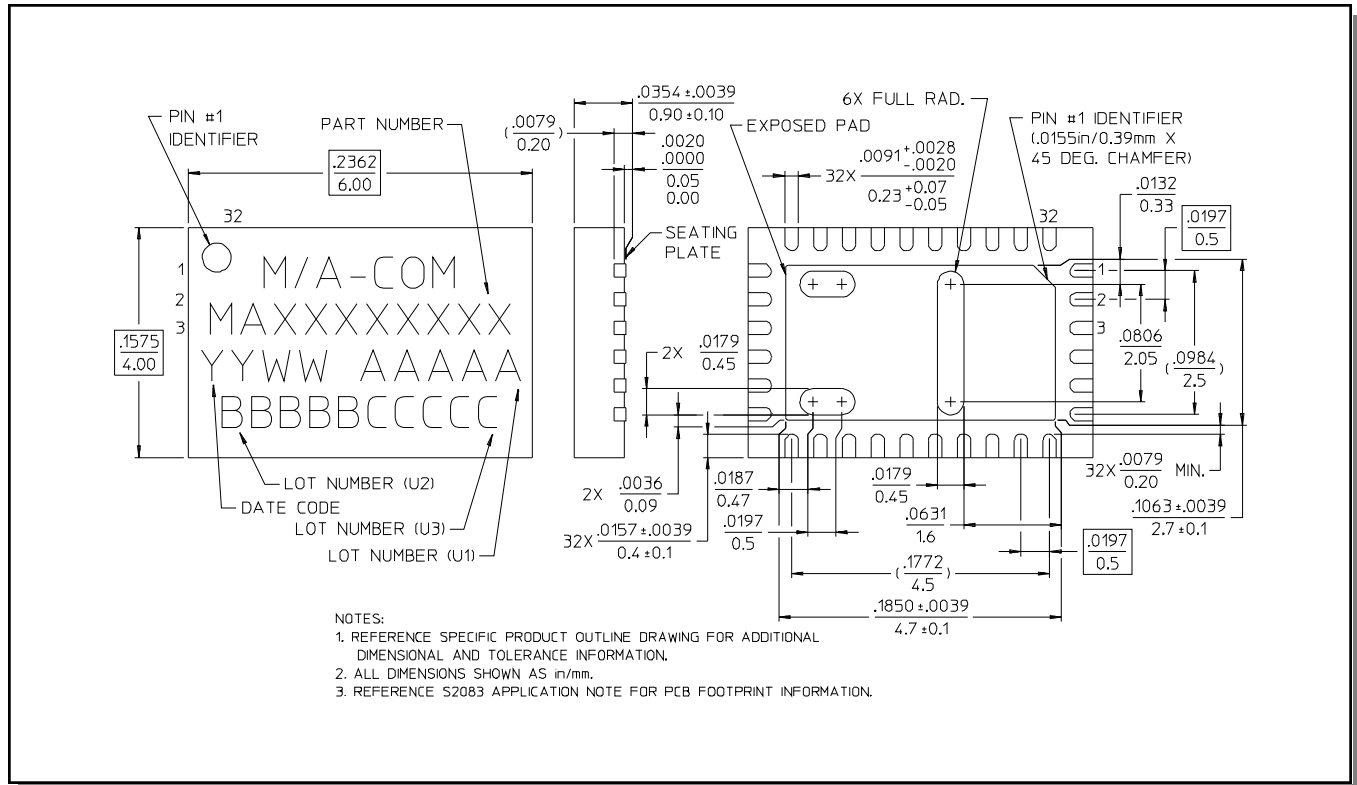 PIN #1
IDENTIFIER
PART NUMBER
.2362
6.00
32
1
2
3
.1575
4.00
M/A-COM
MAXXXXXXXXX
YYWW AAAAA
BBBBBCCCCC
LOT NUMBER (U2)
DATE CODE
LOT NUMBER (U3)
LOT NUMBER (U1)
.0354 ±.0039
0.90 ±0.10
(.0079)
0.20
.0020
.0000
0.05
0.00
SEATING
PLATE
EXPOSED PAD
6X FULL RAD.
32X .0091 +.0028 -.0020
0.23 +0.07 -0.05
PIN #1 IDENTIFIER
(.0155in/0.39mm X
45 DEG. CHAMFER)
32
.0132
0.33
.0197
0.5
1
2
3
.0806
2.05
(.0984)
2.5
2X .0179
0.45
2X .0036
0.09
32X .0157 ±.0039
0.4 ±0.1
.0187
0.47
.0197
0.5
.0179
0.45
.0631
1.6
32X .0079 MIN.
0.20
.1063 ±.0039
2.7 ±0.1
.0197
0.5
(.1772)
4.5
.1850 ±.0039
4.7 ±0.1
NOTES:
1. REFERENCE SPECIFIC PRODUCT OUTLINE DRAWING FOR ADDITIONAL
DIMENSIONAL AND TOLERANCE INFORMATION.
2. ALL DIMENSIONS SHOWN AS in/mm.
3. REFERENCE S2083 APPLICATION NOTE FOR PCB FOOTPRINT INFORMATION.